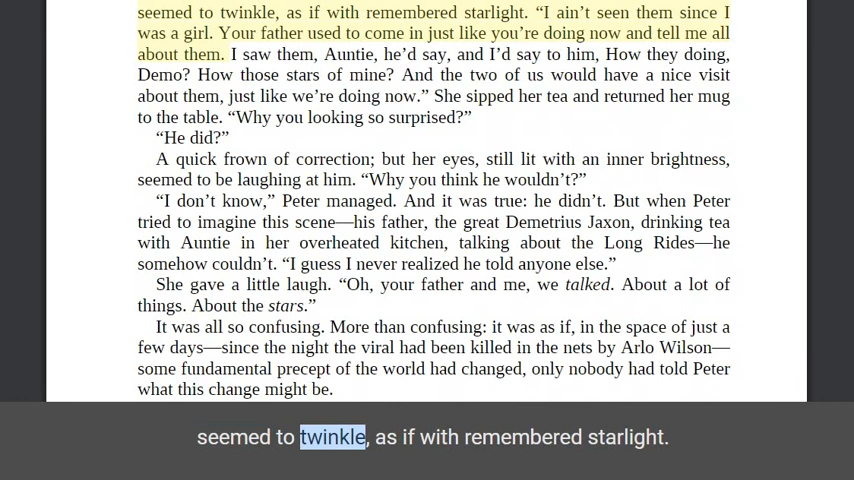 seemed to twinkle, as if with remembered starlight. “I ain’t seen them since I
was a girl. Your father used to come in just like you’re doing now and tell me all
about them. I saw them, Auntie, he’d say, and I’d say to him, How they doing,
Demo? How those stars of mine? And the two of us would have a nice visit
about them, just like we’re doing now.” She sipped her tea and returned her mug
to the table. “Why you looking so surprised?”
“He did?”
A quick frown of correction; but her eyes, still lit with an inner brightness,
seemed to be laughing at him. “Why you think he wouldn’t?”
“I don’t know,” Peter managed. And it was true: he didn’t. But when Peter
tried to imagine this scene—his father, the great Demetrius Jaxon, drinking tea
with Auntie in her overheated kitchen, talking about the Long Rides—he
somehow couldn’t. “I guess I never realized he told anyone else.”
She gave a little laugh. “Oh, your father and me, we talked. About a lot of
things. About the stars.”
It was all so confusing. More than confusing: it was as if, in the space of just a
few days—since the night the viral had been killed in the nets by Arlo Wilson—
some fundamental precept of the world had changed, only nobody had told Peter
what this change might be.
seemed to twinkle, as if with remembered starlight.